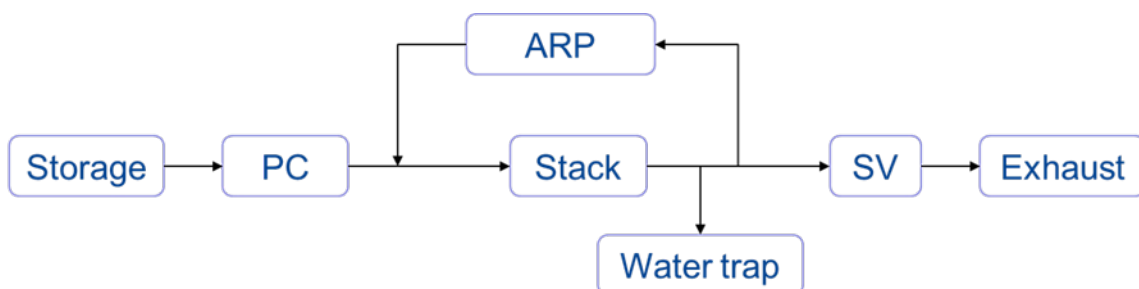 ARP
Storage
PC
Stack
SV
Exhaust
Water trap